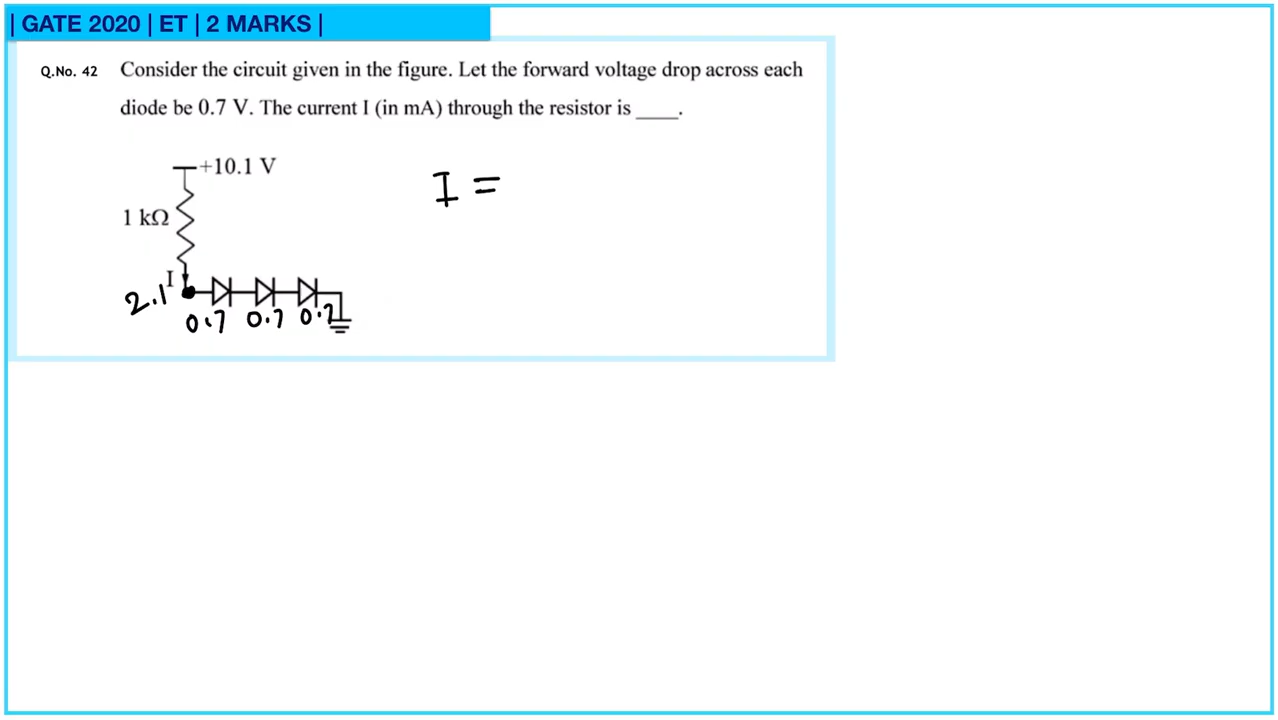 | GATE 2020 | ET | 2 MARKS |
Q.No. 42 Consider the circuit given in the figure. Let the forward voltage drop across each
diode be 0.7 V. The current I (in mA) through the resistor is ____.
+10.1 V
I =
1 kΩ
I
2.1
0.7 0.7 0.7